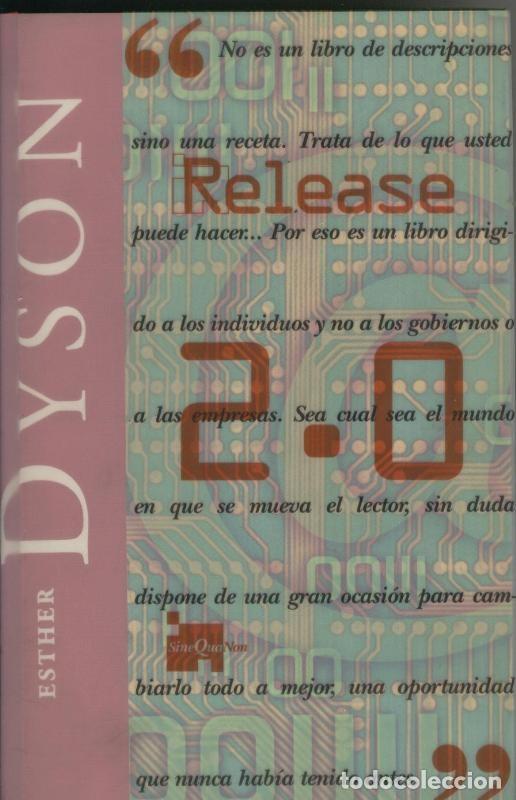 ESTHER DYSON
“ No es un libro de descripciones
sino una receta. Trata de lo que usted
Release
puede hacer... Por eso es un libro dirigi-
do a los individuos y no a los gobiernos o
2.0
a las empresas. Sea cual sea el mundo
en que se mueva el lector, sin duda
dispone de una gran ocasión para cam-
SineQuaNon
biarlo todo a mejor, una oportunidad
que nunca había tenido antes. ”
todocoleccion